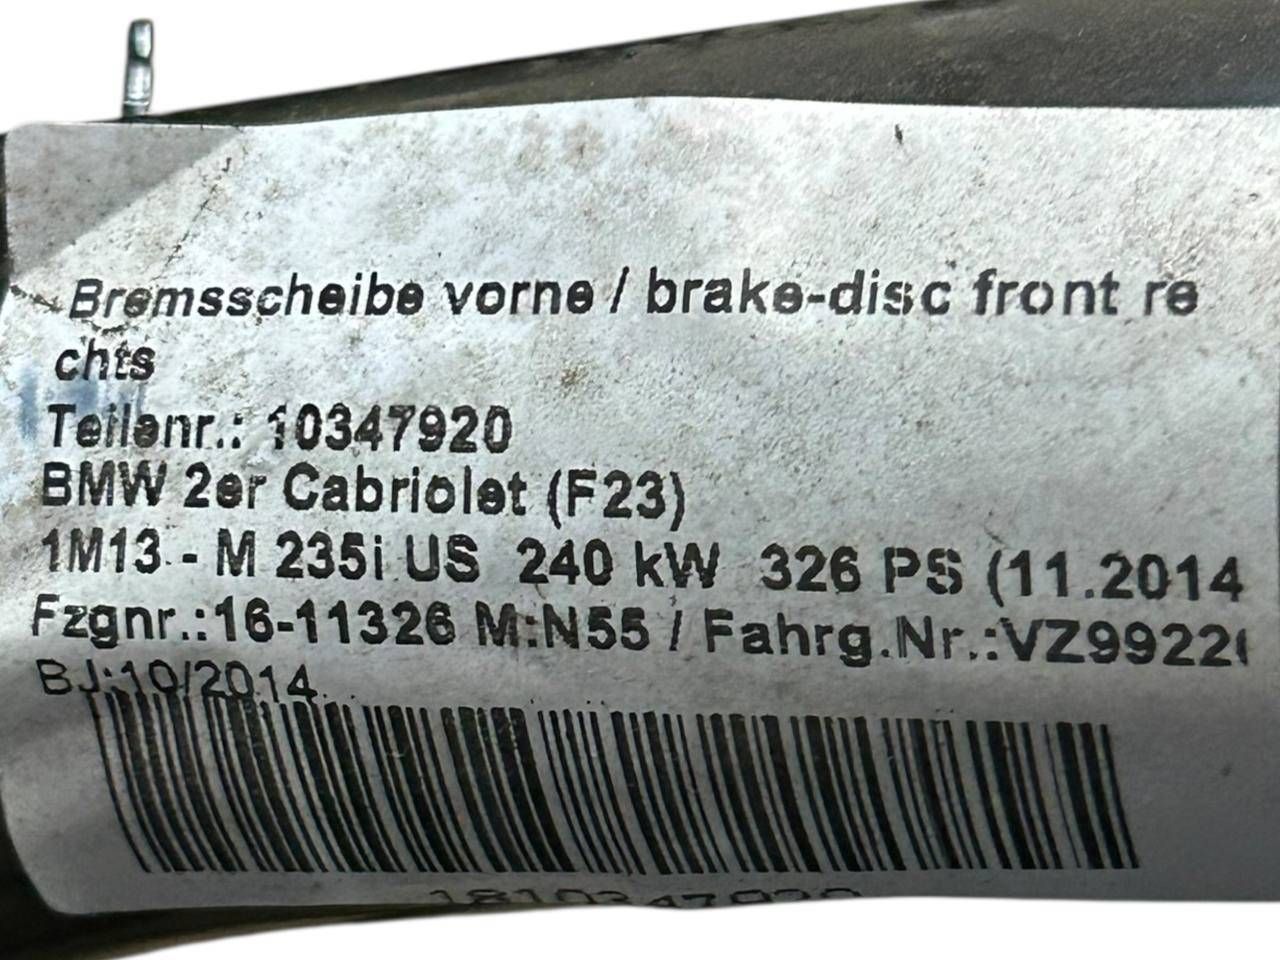 Bremsscheibe vorne / brake-disc front re
chts
Teilenr.: 10347920
BMW 2er Cabriolet (F23)
1M13 - M 235i US 240 kW 326 PS (11.2014
Fzgnr.:16-11326 M:N55 / Fahrg.Nr.:VZ9922
BJ:10/2014